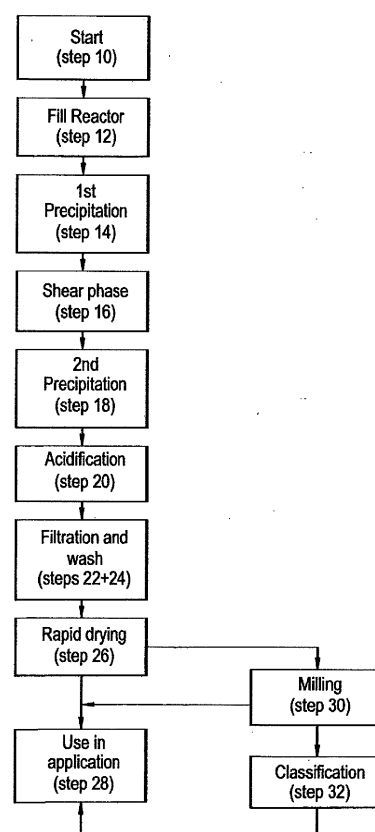 Start
(step 10)
Fill Reactor
(step 12)
1st
Precipitation
(step 14)
Shear phase
(step 16)
2nd
Precipitation
(step 18)
Acidification
(step 20)
Filtration and
wash
(steps 22+24)
Rapid drying
(step 26)
Milling
(step 30)
Use in
application
(step 28)
Classification
(step 32)